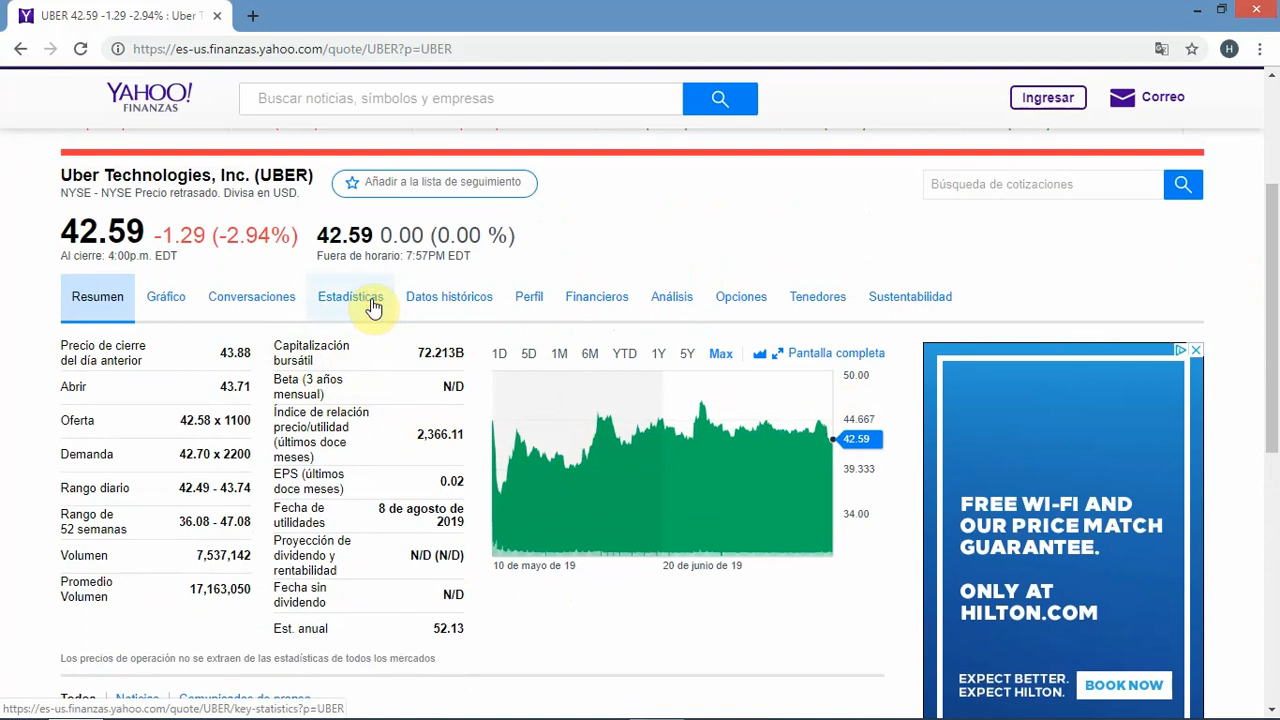 UBER 42.59 -1.29 -2.94% : Uber T
https://es-us.finanzas.yahoo.com/quote/UBER?p=UBER
H
YAHOO!
FINANZAS
Buscar noticias, símbolos y empresas
Ingresar
Correo
Uber Technologies, Inc. (UBER)
Añadir a la lista de seguimiento
NYSE - NYSE Precio retrasado. Divisa en USD.
Búsqueda de cotizaciones
42.59 -1.29 (-2.94%)
42.59 0.00 (0.00 %)
Al cierre: 4:00p.m. EDT
Fuera de horario: 7:57PM EDT
Resumen Gráfico Conversaciones Estadísticas Datos históricos Perfil Financieros Análisis Opciones Tenedores Sustentabilidad
Precio de cierre
del día anterior
43.88
Abrir 43.71
Oferta 42.58 x 1100
Demanda 42.70 x 2200
Rango diario 42.49 - 43.74
Rango de
52 semanas
36.08 - 47.08
Volumen 7,537,142
Promedio
Volumen
17,163,050
Capitalización
bursátil
72.213B
Beta (3 años
mensual)
N/D
Índice de relación
precio/utilidad
(últimos doce
meses)
2,366.11
EPS (últimos
doce meses)
0.02
Fecha de
utilidades
8 de agosto de
2019
Proyección de
dividendo y
rentabilidad
N/D (N/D)
Fecha sin
dividendo
N/D
Est. anual 52.13
1D 5D 1M 6M YTD 1Y 5Y Max Pantalla completa
50.00
44.667
42.59
39.333
34.00
10 de mayo de 19 20 de junio de 19
FREE WI-FI AND
OUR PRICE MATCH
GUARANTEE.
ONLY AT
HILTON.COM
EXPECT BETTER.
EXPECT HILTON.
BOOK NOW
Los precios de operación no se extraen de las estadísticas de todos los mercados
Todos Noticias Comunicados de prensa
https://es-us.finanzas.yahoo.com/quote/UBER/key-statistics?p=UBER